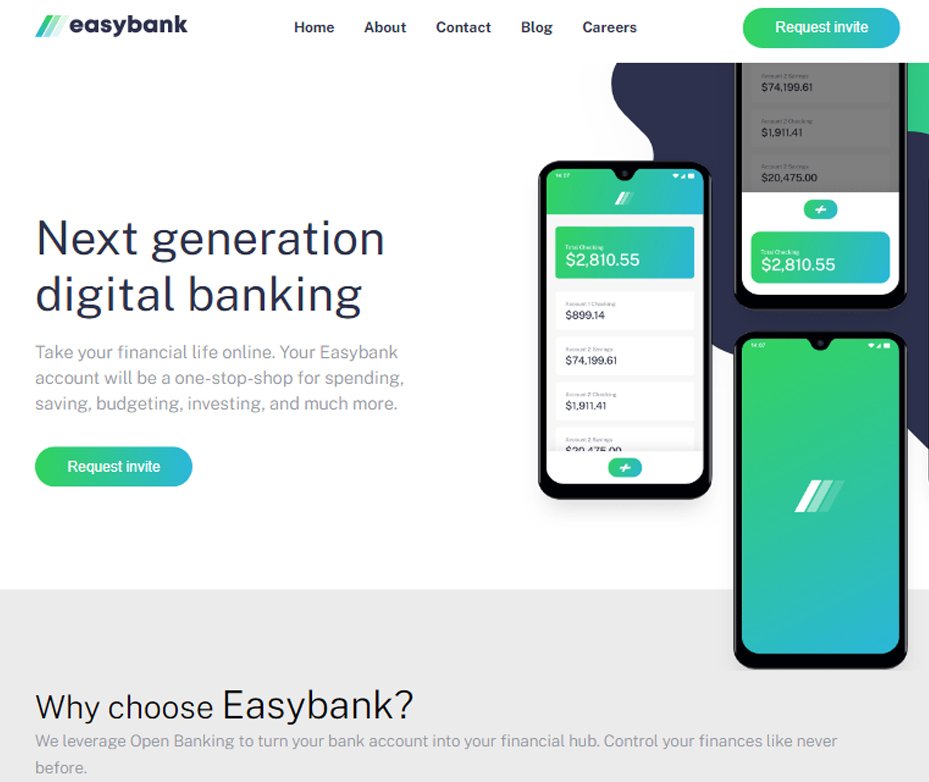 easybank
Home About Contact Blog Careers
Request invite
Next generation
digital banking
Take your financial life online. Your Easybank
account will be a one-stop-shop for spending,
saving, budgeting, investing, and much more.
Request invite
14:07
Total Checking
$2,810.55
Account 1 Checking
$899.14
Account 2 Savings
$74,199.61
Account 2 Checking
$1,911.41
Account 2 Savings
$20,475.00
Account 2 Savings
$74,199.61
Account 2 Checking
$1,911.41
Account 2 Savings
$20,475.00
Total Checking
$2,810.55
14:07
Why choose Easybank?
We leverage Open Banking to turn your bank account into your financial hub. Control your finances like never
before.